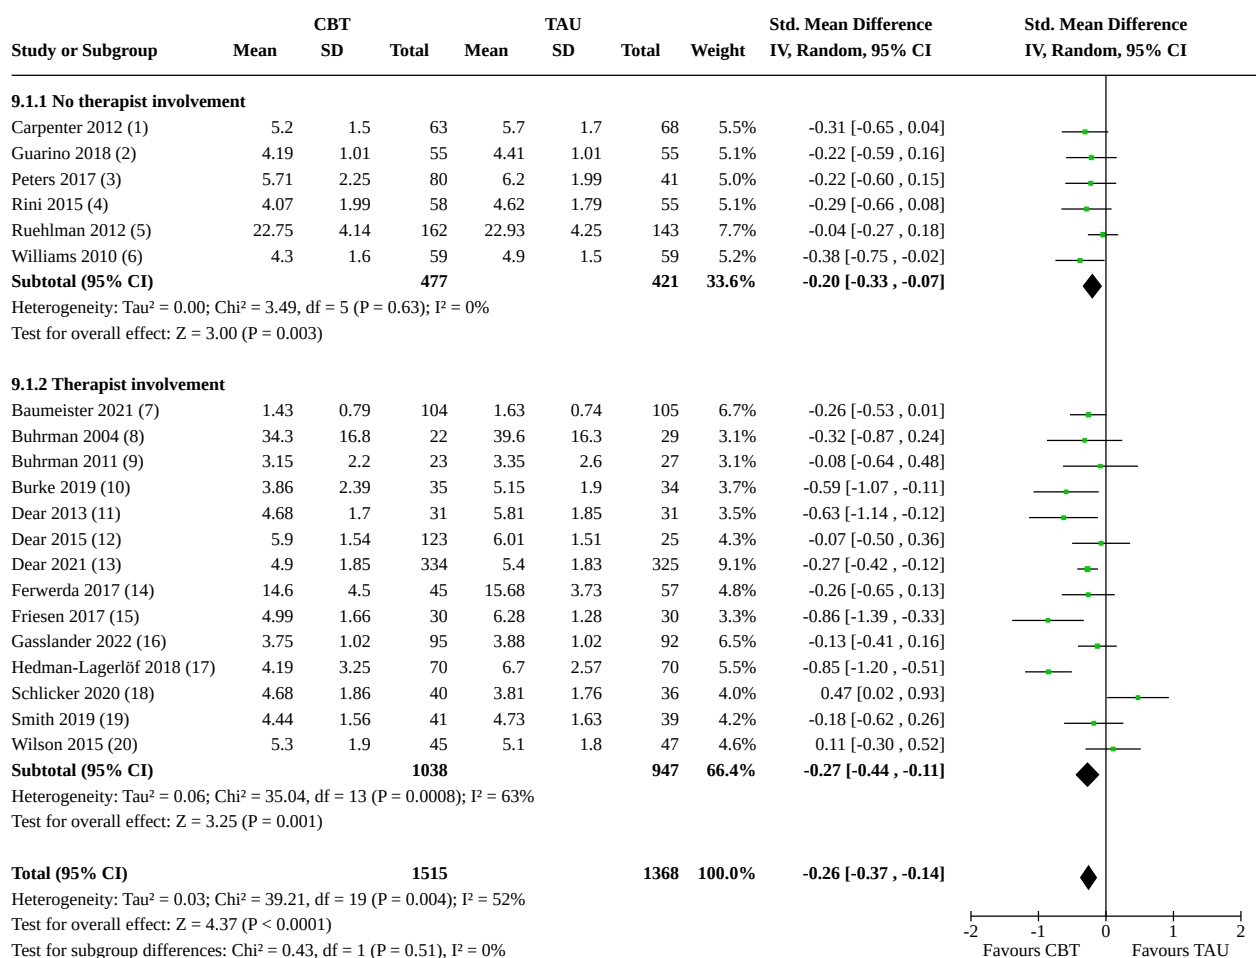 CBT TAU Std. Mean Difference Std. Mean Difference
Study or Subgroup Mean SD Total Mean SD Total Weight IV, Random, 95% CI IV, Random, 95% CI
9.1.1 No therapist involvement
Carpenter 2012 (1) 5.2 1.5 63 5.7 1.7 68 5.5% -0.31 [-0.65 , 0.04]
Guarino 2018 (2) 4.19 1.01 55 4.41 1.01 55 5.1% -0.22 [-0.59 , 0.16]
Peters 2017 (3) 5.71 2.25 80 6.2 1.99 41 5.0% -0.22 [-0.60 , 0.15]
Rini 2015 (4) 4.07 1.99 58 4.62 1.79 55 5.1% -0.29 [-0.66 , 0.08]
Ruehlman 2012 (5) 22.75 4.14 162 22.93 4.25 143 7.7% -0.04 [-0.27 , 0.18]
Williams 2010 (6) 4.3 1.6 59 4.9 1.5 59 5.2% -0.38 [-0.75 , -0.02]
Subtotal (95% CI) 477 421 33.6% -0.20 [-0.33 , -0.07]
Heterogeneity: Tau² = 0.00; Chi² = 3.49, df = 5 (P = 0.63); I² = 0%
Test for overall effect: Z = 3.00 (P = 0.003)
9.1.2 Therapist involvement
Baumeister 2021 (7) 1.43 0.79 104 1.63 0.74 105 6.7% -0.26 [-0.53 , 0.01]
Buhrman 2004 (8) 34.3 16.8 22 39.6 16.3 29 3.1% -0.32 [-0.87 , 0.24]
Buhrman 2011 (9) 3.15 2.2 23 3.35 2.6 27 3.1% -0.08 [-0.64 , 0.48]
Burke 2019 (10) 3.86 2.39 35 5.15 1.9 34 3.7% -0.59 [-1.07 , -0.11]
Dear 2013 (11) 4.68 1.7 31 5.81 1.85 31 3.5% -0.63 [-1.14 , -0.12]
Dear 2015 (12) 5.9 1.54 123 6.01 1.51 25 4.3% -0.07 [-0.50 , 0.36]
Dear 2021 (13) 4.9 1.85 334 5.4 1.83 325 9.1% -0.27 [-0.42 , -0.12]
Ferwerda 2017 (14) 14.6 4.5 45 15.68 3.73 57 4.8% -0.26 [-0.65 , 0.13]
Friesen 2017 (15) 4.99 1.66 30 6.28 1.28 30 3.3% -0.86 [-1.39 , -0.33]
Gasslander 2022 (16) 3.75 1.02 95 3.88 1.02 92 6.5% -0.13 [-0.41 , 0.16]
Hedman-Lagerlöf 2018 (17) 4.19 3.25 70 6.7 2.57 70 5.5% -0.85 [-1.20 , -0.51]
Schlicker 2020 (18) 4.68 1.86 40 3.81 1.76 36 4.0% 0.47 [0.02 , 0.93]
Smith 2019 (19) 4.44 1.56 41 4.73 1.63 39 4.2% -0.18 [-0.62 , 0.26]
Wilson 2015 (20) 5.3 1.9 45 5.1 1.8 47 4.6% 0.11 [-0.30 , 0.52]
Subtotal (95% CI) 1038 947 66.4% -0.27 [-0.44 , -0.11]
Heterogeneity: Tau² = 0.06; Chi² = 35.04, df = 13 (P = 0.0008); I² = 63%
Test for overall effect: Z = 3.25 (P = 0.001)
Total (95% CI) 1515 1368 100.0% -0.26 [-0.37 , -0.14]
Heterogeneity: Tau² = 0.03; Chi² = 39.21, df = 19 (P = 0.004); I² = 52%
Test for overall effect: Z = 4.37 (P < 0.0001)
-2 -1 0 1 2
Test for subgroup differences: Chi² = 0.43, df = 1 (P = 0.51), I² = 0%
Favours CBT Favours TAU